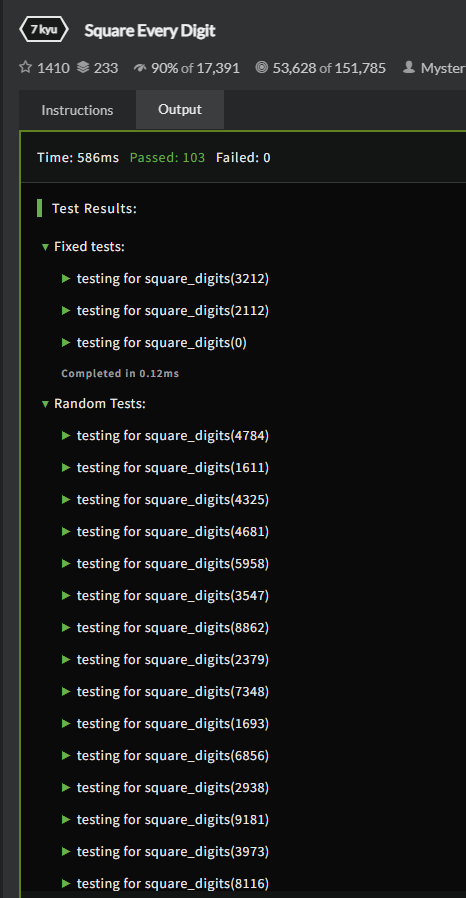 7 kyu Square Every Digit
1410 233 90% of 17,391 53,628 of 151,785 Myster
Instructions Output
Time: 586ms Passed: 103 Failed: 0
Test Results:
Fixed tests:
testing for square_digits(3212)
testing for square_digits(2112)
testing for square_digits(0)
Completed in 0.12ms
Random Tests:
testing for square_digits(4784)
testing for square_digits(1611)
testing for square_digits(4325)
testing for square_digits(4681)
testing for square_digits(5958)
testing for square_digits(3547)
testing for square_digits(8862)
testing for square_digits(2379)
testing for square_digits(7348)
testing for square_digits(1693)
testing for square_digits(6856)
testing for square_digits(2938)
testing for square_digits(9181)
testing for square_digits(3973)
testing for square_digits(8116)